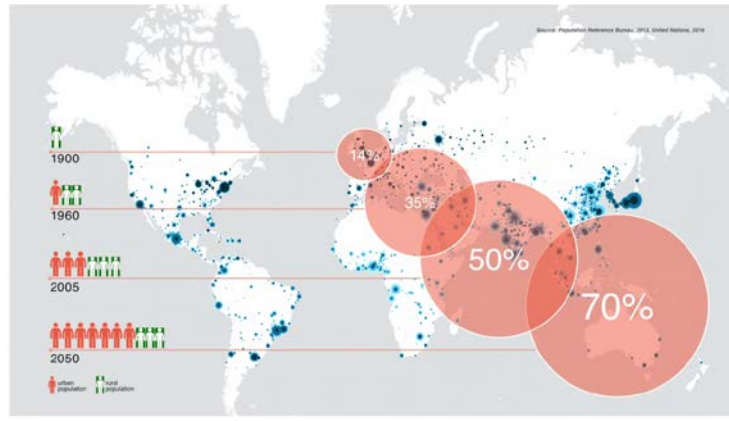 Source: Population Reference Bureau, 2013, United Nations, 2016
1900
14%
1960
35%
2005
50%
2050
70%
urban
population
rural
population